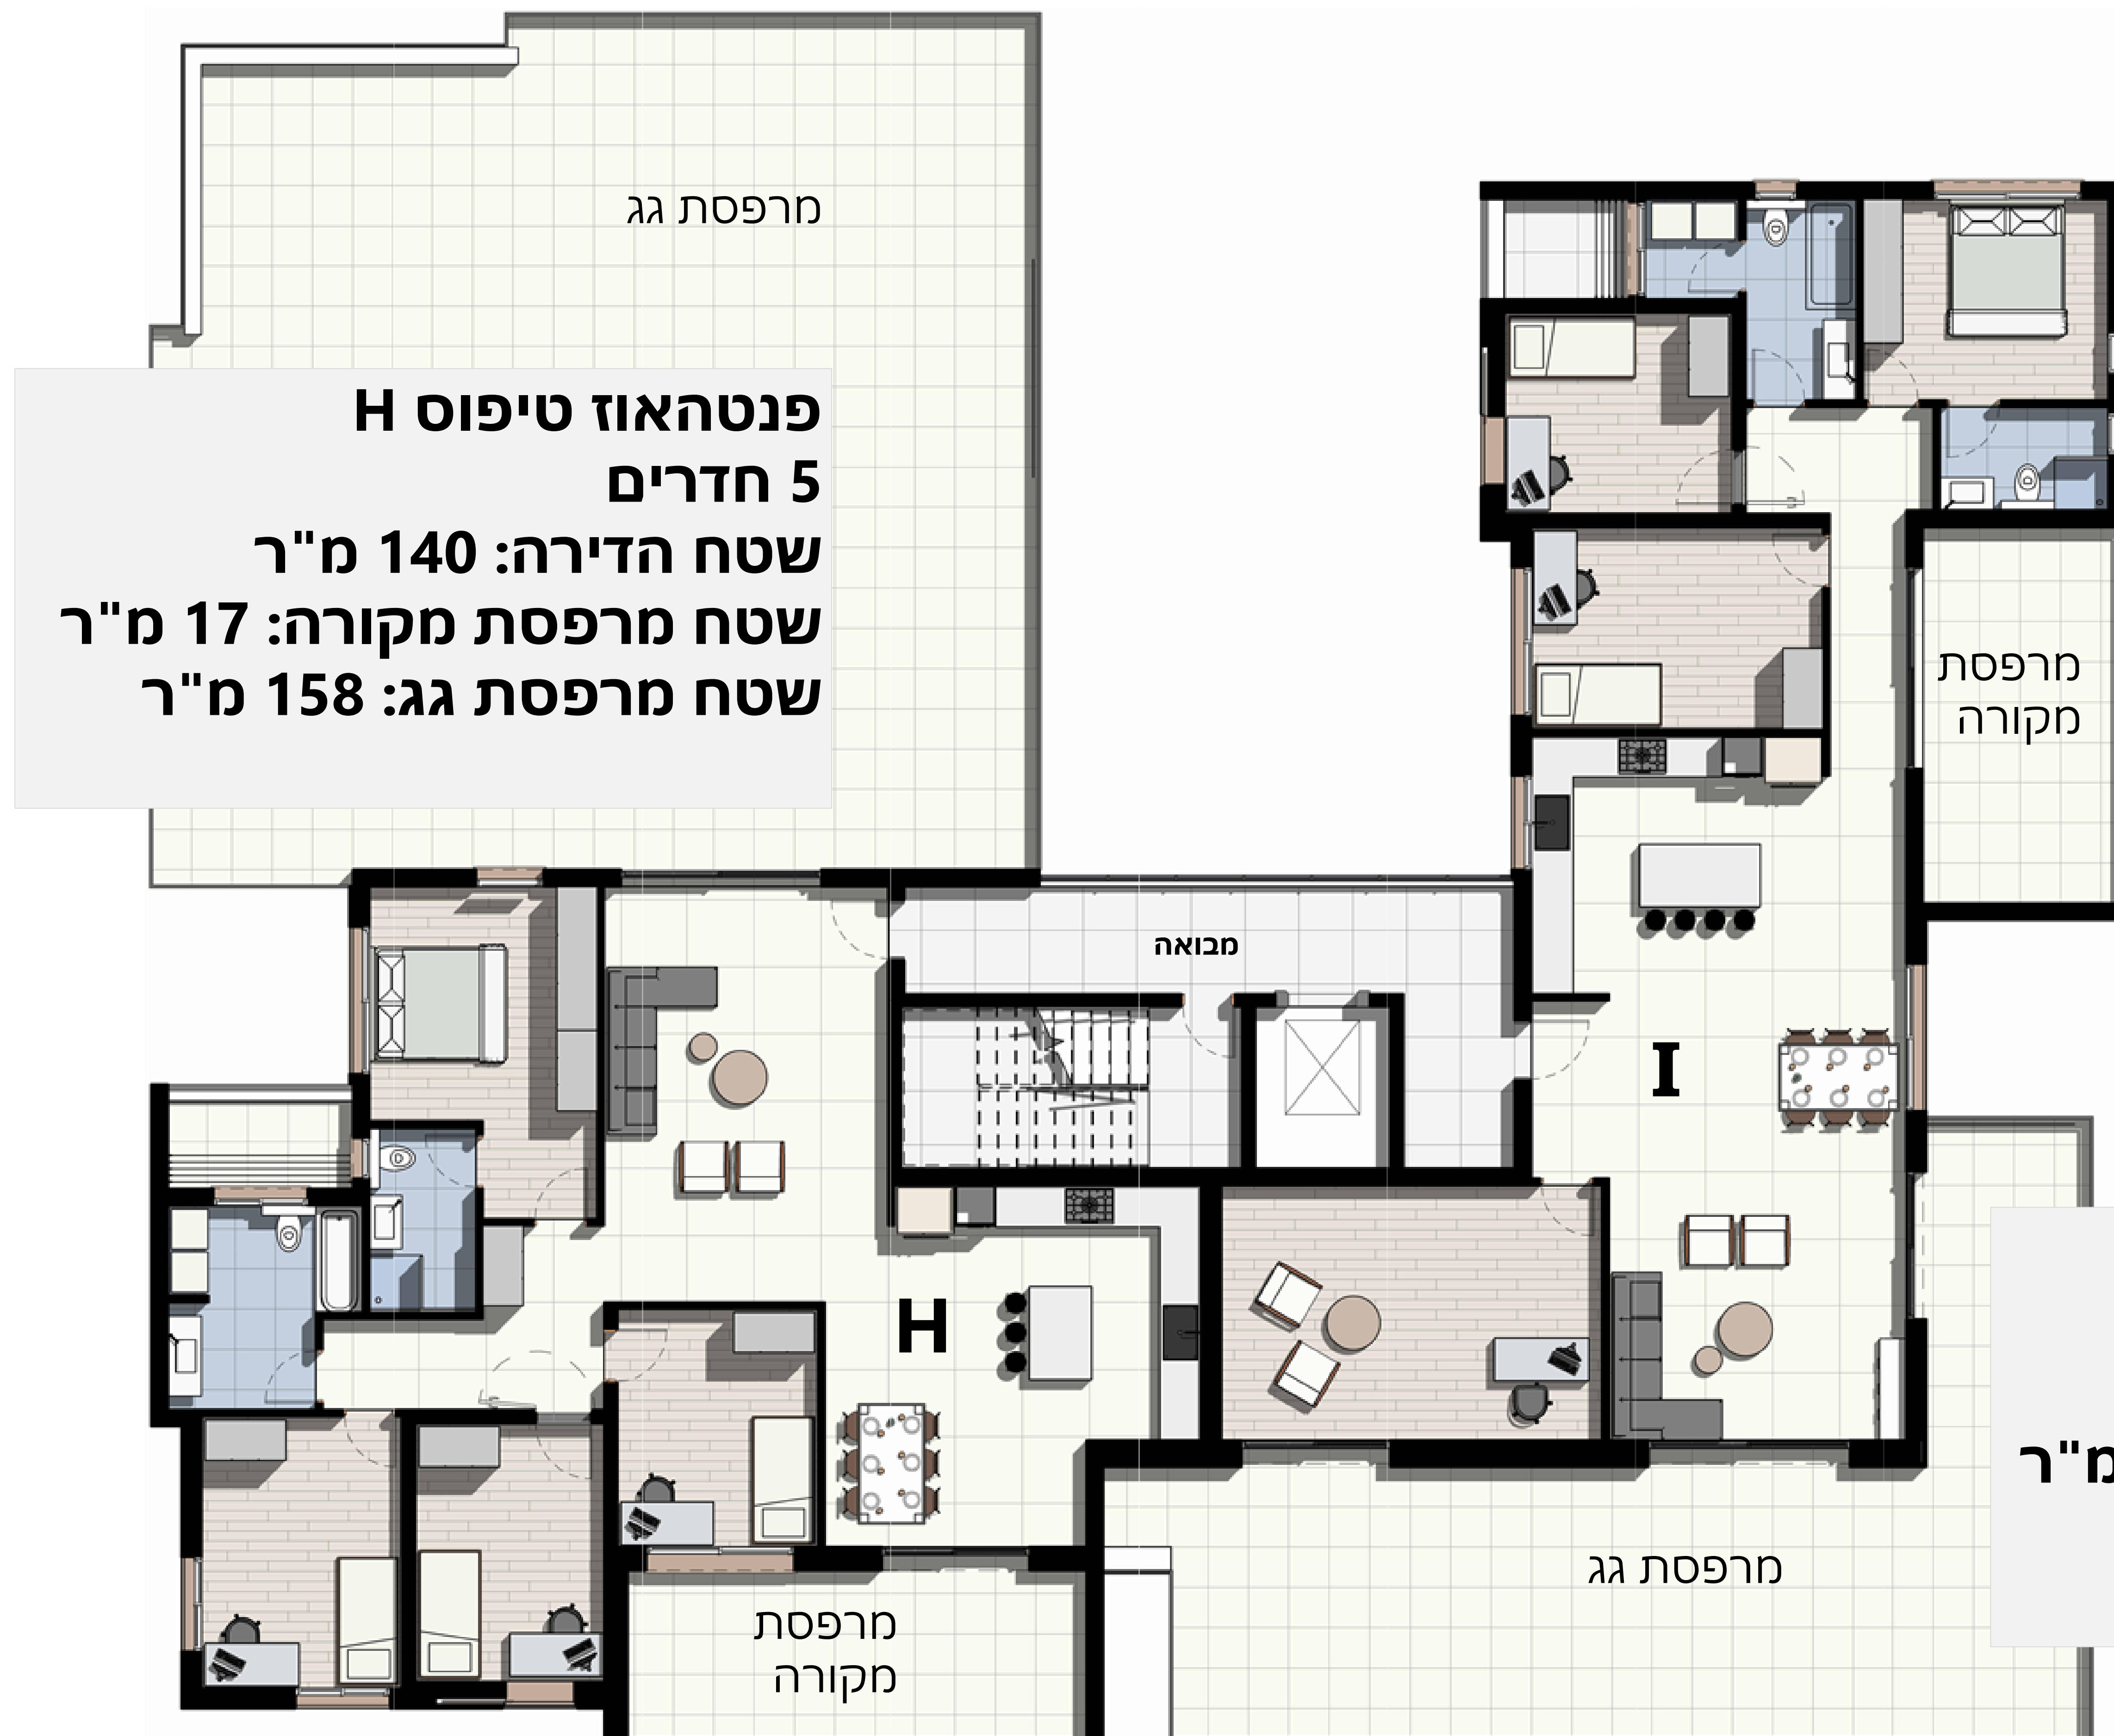 מרפסת גג
פנטהאוז טיפוס H
5 חדרים
שטח הדירה: 140 מ"ר
שטח מרפסת מקורה: 17 מ"ר
שטח מרפסת גג: 158 מ"ר
מרפסת
מקורה
מבואה
I
H
מ"ר
מרפסת גג
מרפסת
מקורה